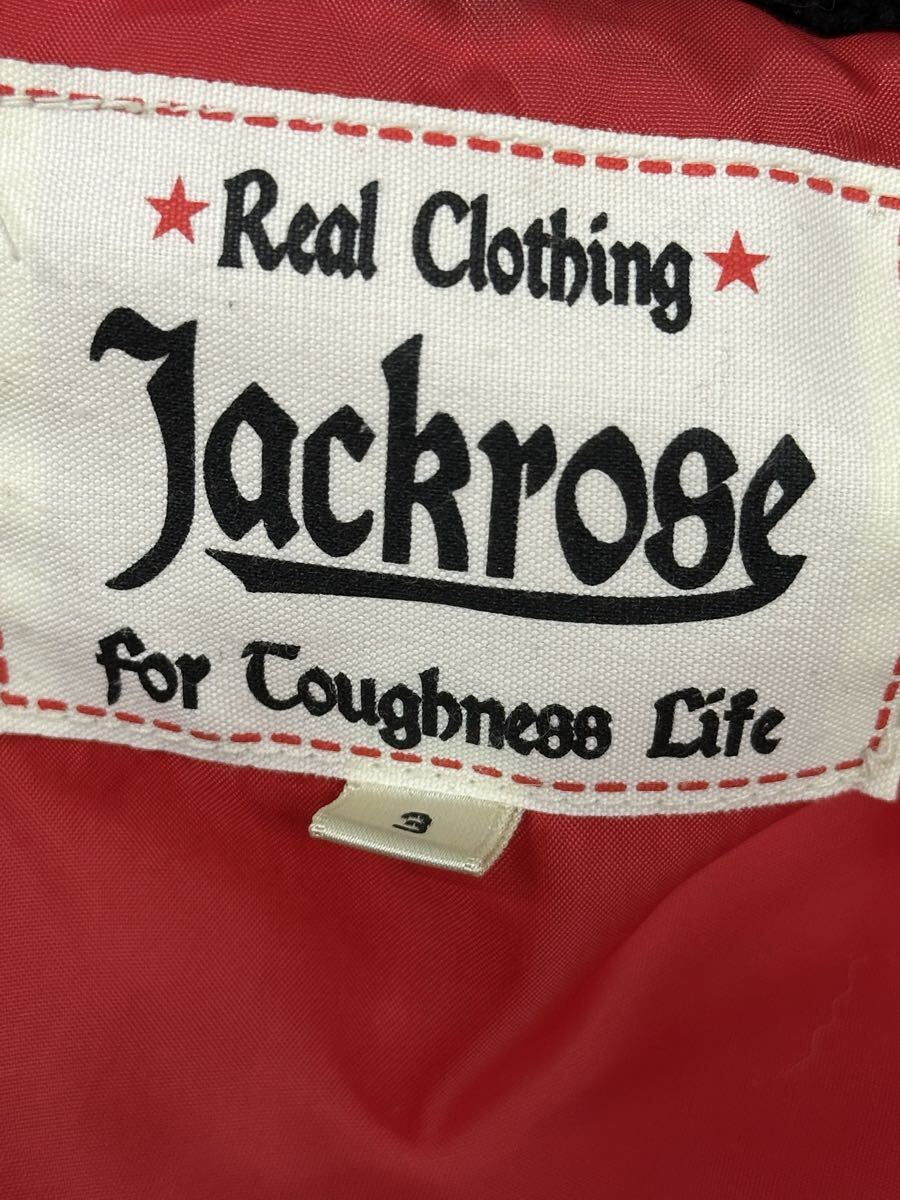 Real Clothing
Jackrose
for Toughness Life
3